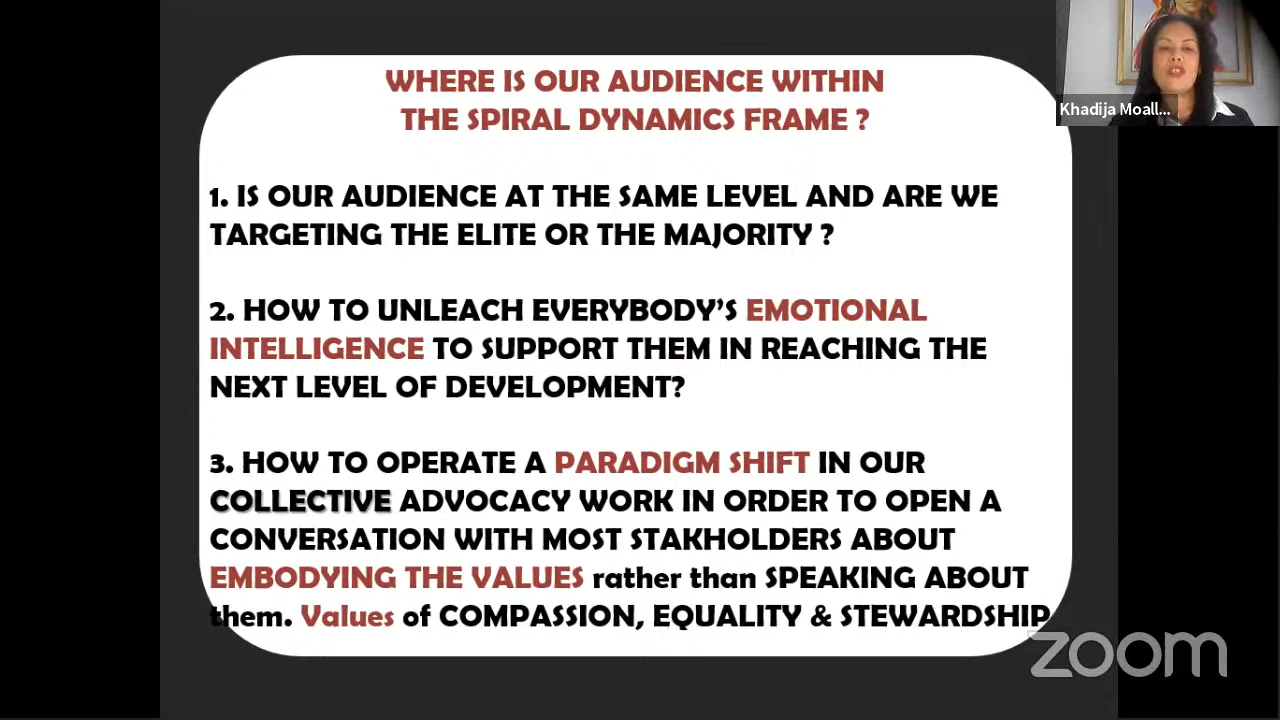 WHERE IS OUR AUDIENCE WITHIN
THE SPIRAL DYNAMICS FRAME ?
Khadija Moall...
1. IS OUR AUDIENCE AT THE SAME LEVEL AND ARE WE
TARGETING THE ELITE OR THE MAJORITY ?
2. HOW TO UNLEACH EVERYBODY'S EMOTIONAL
INTELLIGENCE TO SUPPORT THEM IN REACHING THE
NEXT LEVEL OF DEVELOPMENT?
3. HOW TO OPERATE A PARADIGM SHIFT IN OUR
COLLECTIVE ADVOCACY WORK IN ORDER TO OPEN A
CONVERSATION WITH MOST STAKHOLDERS ABOUT
EMBODYING THE VALUES rather than SPEAKING ABOUT
them. Values of COMPASSION, EQUALITY & STEWARDSHIP
zoom